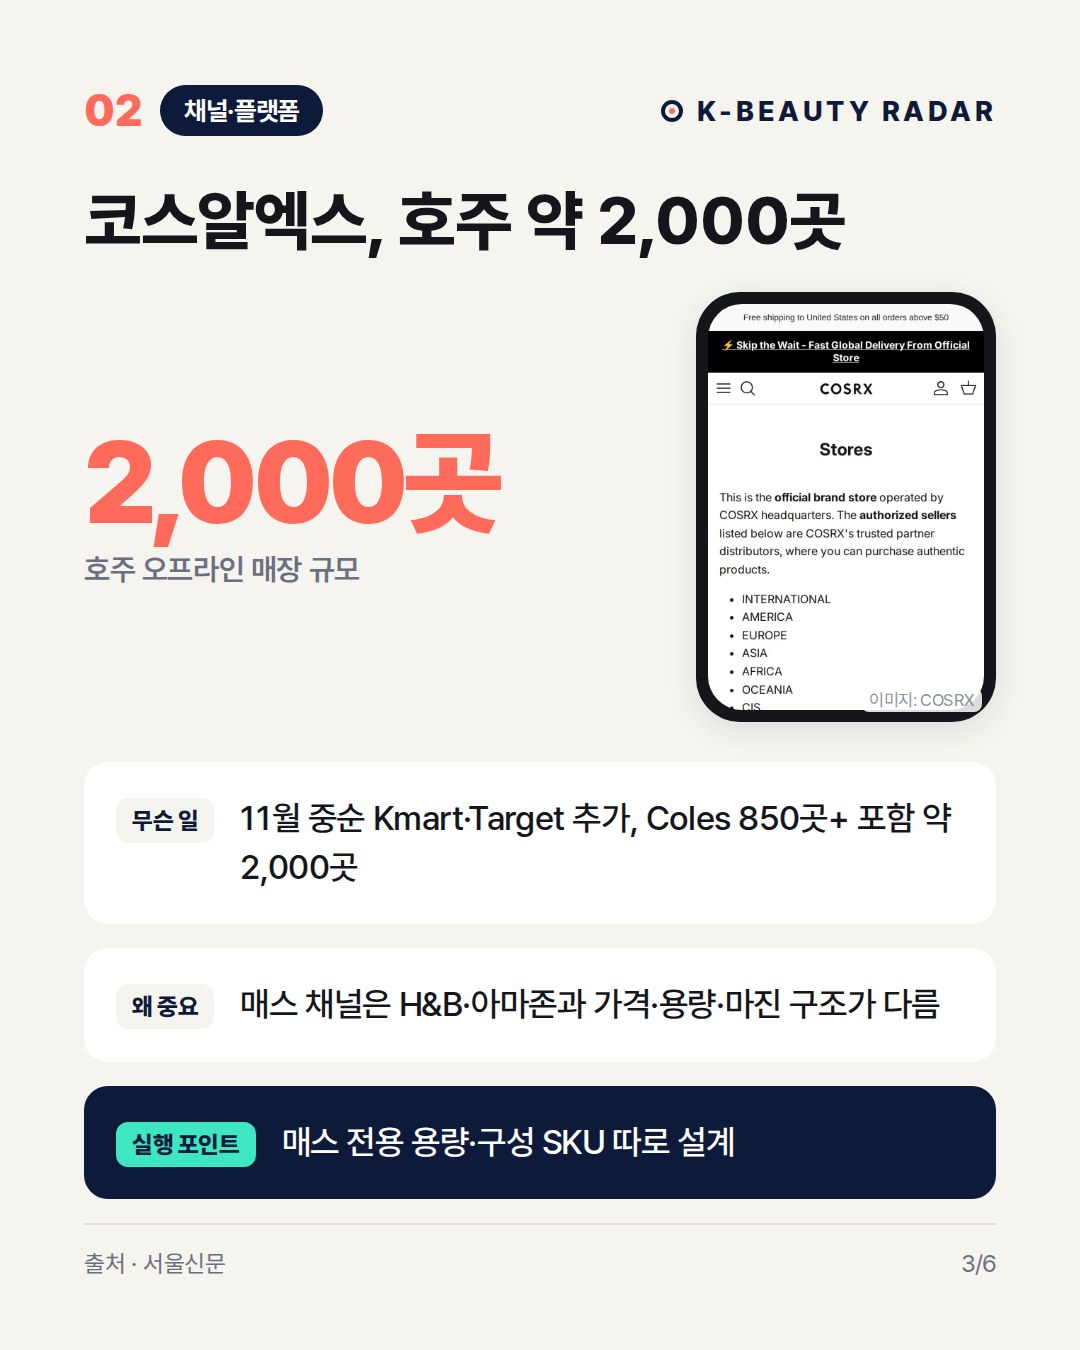 02 채널·플랫폼
K-BEAUTY RADAR
코스알엑스, 호주 약 2,000곳
2,000곳
호주 오프라인 매장 규모
Free shipping to United States on all orders above $50
⚡ Skip the Wait - Fast Global Delivery From Official
Store
COSRX
Stores
This is the official brand store operated by
COSRX headquarters. The authorized sellers
listed below are COSRX's trusted partner
distributors, where you can purchase authentic
products.
• INTERNATIONAL
• AMERICA
• EUROPE
• ASIA
• AFRICA
• OCEANIA
• CIS
이미지: COSRX
무슨 일
11월 중순 Kmart·Target 추가, Coles 850곳+ 포함 약
2,000곳
왜 중요
매스 채널은 H&B·아마존과 가격·용량·마진 구조가 다름
실행 포인트
매스 전용 용량·구성 SKU 따로 설계
출처 · 서울신문
3/6